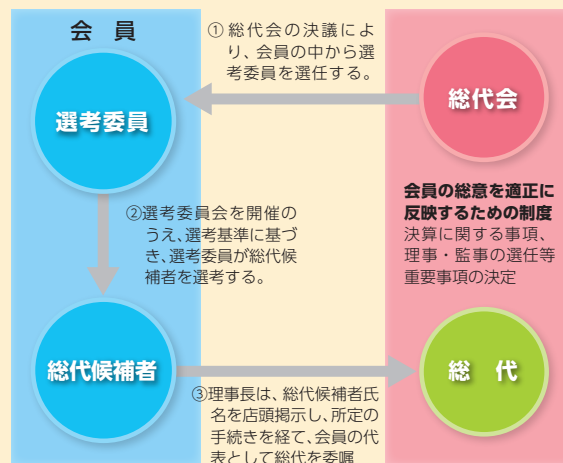 会 員
①総代会の決議によ
り、会員の中から選
考委員を選任する。
選考委員
総代会
会員の総意を適正に
反映するための制度
決算に関する事項、
理事・監事の選任等
重要事項の決定
②選考委員会を開催の
うえ、選考基準に基づ
き、選考委員が総代候
補者を選考する。
総代候補者
総 代
③理事長は、総代候補者氏
名を店頭掲示し、所定の
手続きを経て、会員の代
表として総代を委嘱